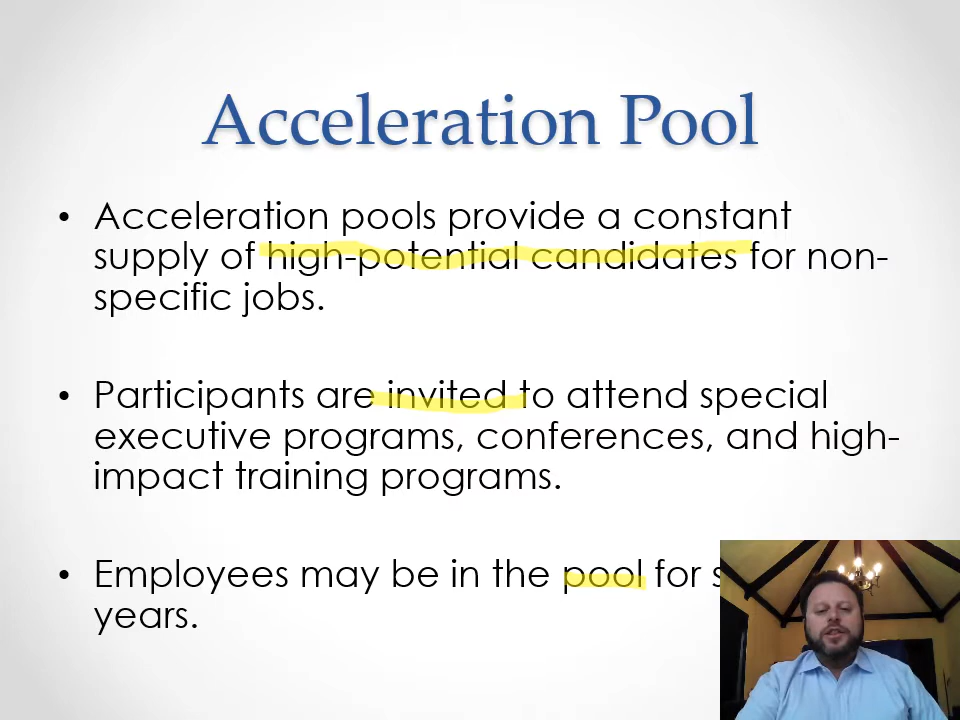 Acceleration Pool
• Acceleration pools provide a constant
supply of high-potential candidates for non-
specific jobs.
• Participants are invited to attend special
executive programs, conferences, and high-
impact training programs.
• Employees may be in the pool for
years.